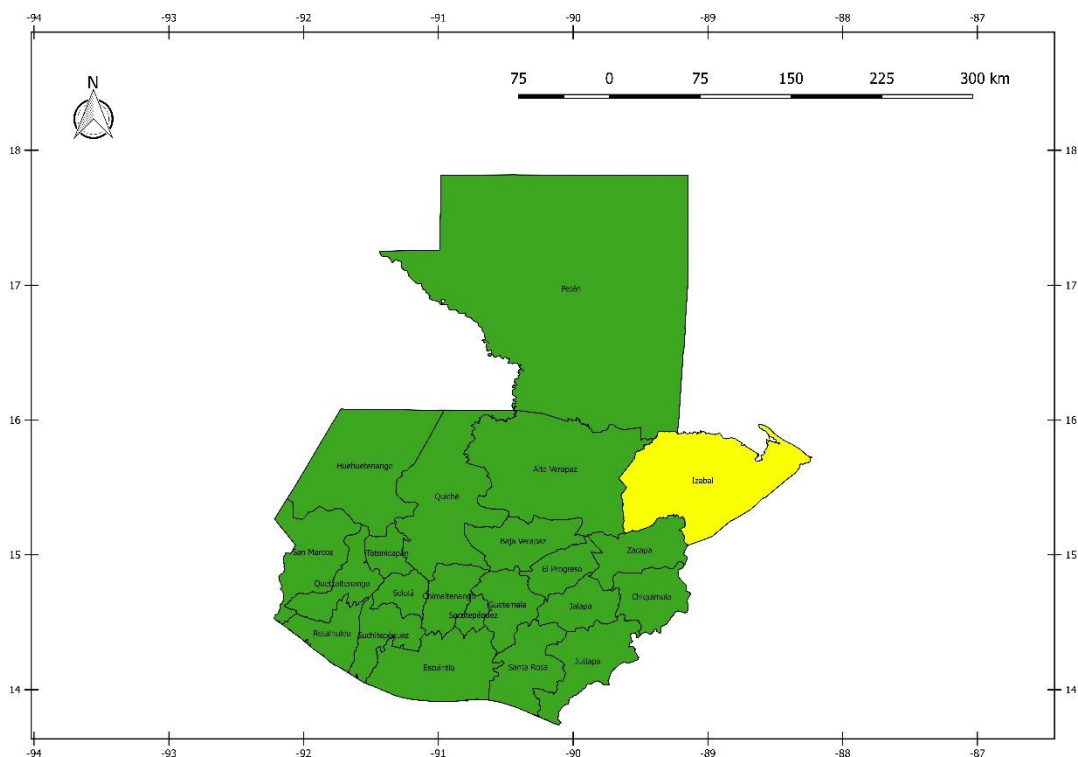 -94 -93 -92 -91 -90 -89 -88 -87
N
75 0 75 150 225 300 km
18 18
17 17
Petén
16 16
Huehuetenango
Alta Verapaz
Izabal
Quiché
15 15
San Marcos
Totonicapán
Baja Verapaz
Zacapa
El Progreso
Quetzaltenango
Sololá
Chimaltenango
Guatemala
Jalapa
Chiquimula
Sacatepéquez
Retalhuleu
Suchitepéquez
Escuintla
Santa Rosa
Jutiapa
14 14
-94 -93 -92 -91 -90 -89 -88 -87